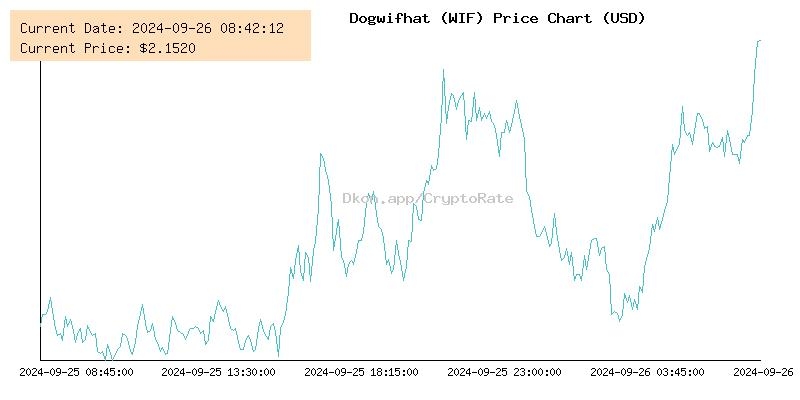 Dogwifhat (WIF) Price Chart (USD)
Current Date: 2024-09-26 08:42:12
Current Price: $2.1520
Dkon.app/CryptoRate
2024-09-25 08:45:00
2024-09-25 13:30:00
2024-09-25 18:15:00
2024-09-25 23:00:00
2024-09-26 03:45:00
2024-09-26